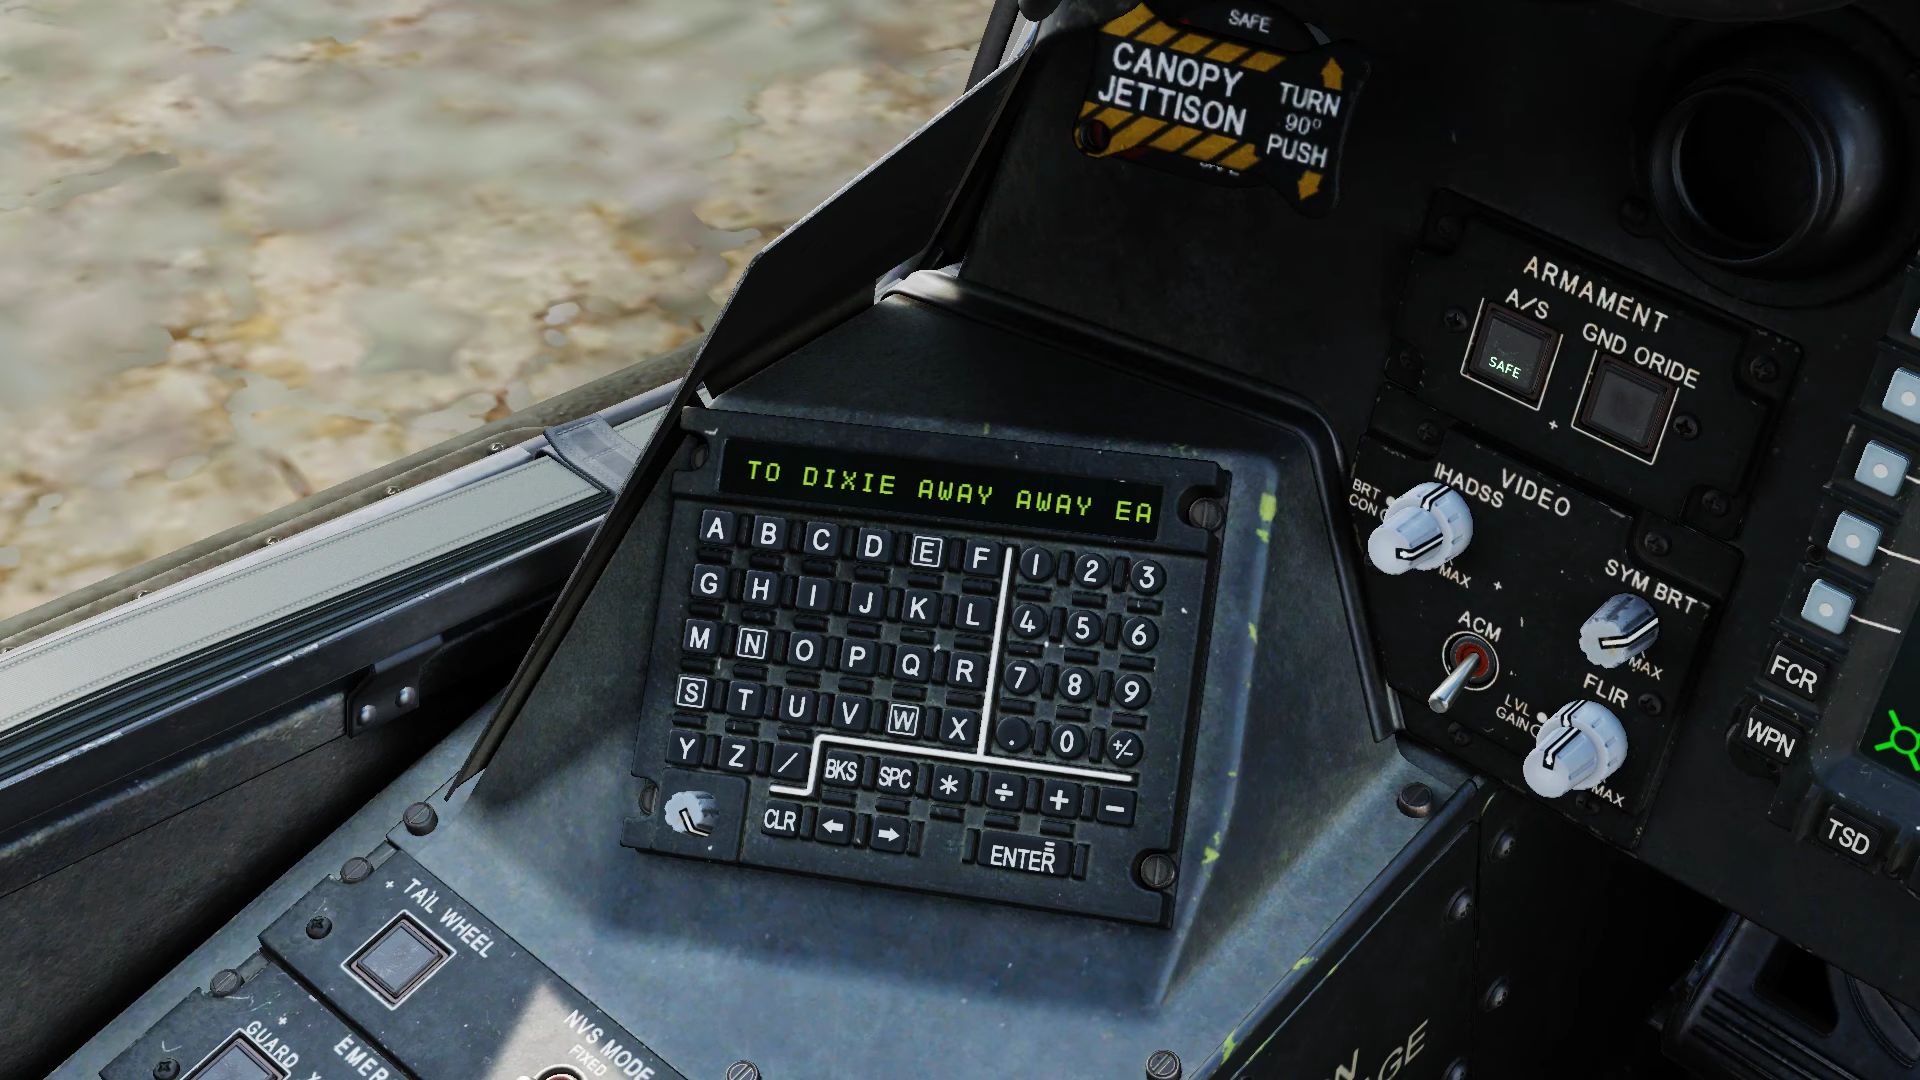 SAFE
CANOPY
JETTISON
TURN
90°
PUSH
ARMAMENT
A/S
GND ORIDE
SAFE
VIDEO
IHADSS
BRT
CON
MAX
SYM BRT
MAX
ACM
FLIR
LVL
GAIN
MAX
FCR
WPN
TSD
TO DIXIE AWAY AWAY EA
A B C D E F 1 2 3
G H I J K L 4 5 6
M N O P Q R 7 8 9
S T U V W X . 0 +/-
Y Z / BKS SPC * ÷ + -
CLR ← → ENTER =
TAIL WHEEL
NVS MODE
FIXED
GUARD
EMER